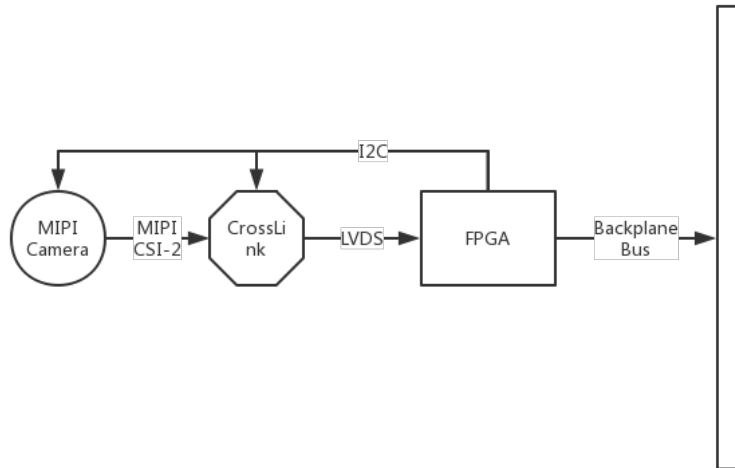 I2C
MIPI
Camera
MIPI
CSI-2
CrossLi
nk
LVDS
FPGA
Backplane
Bus